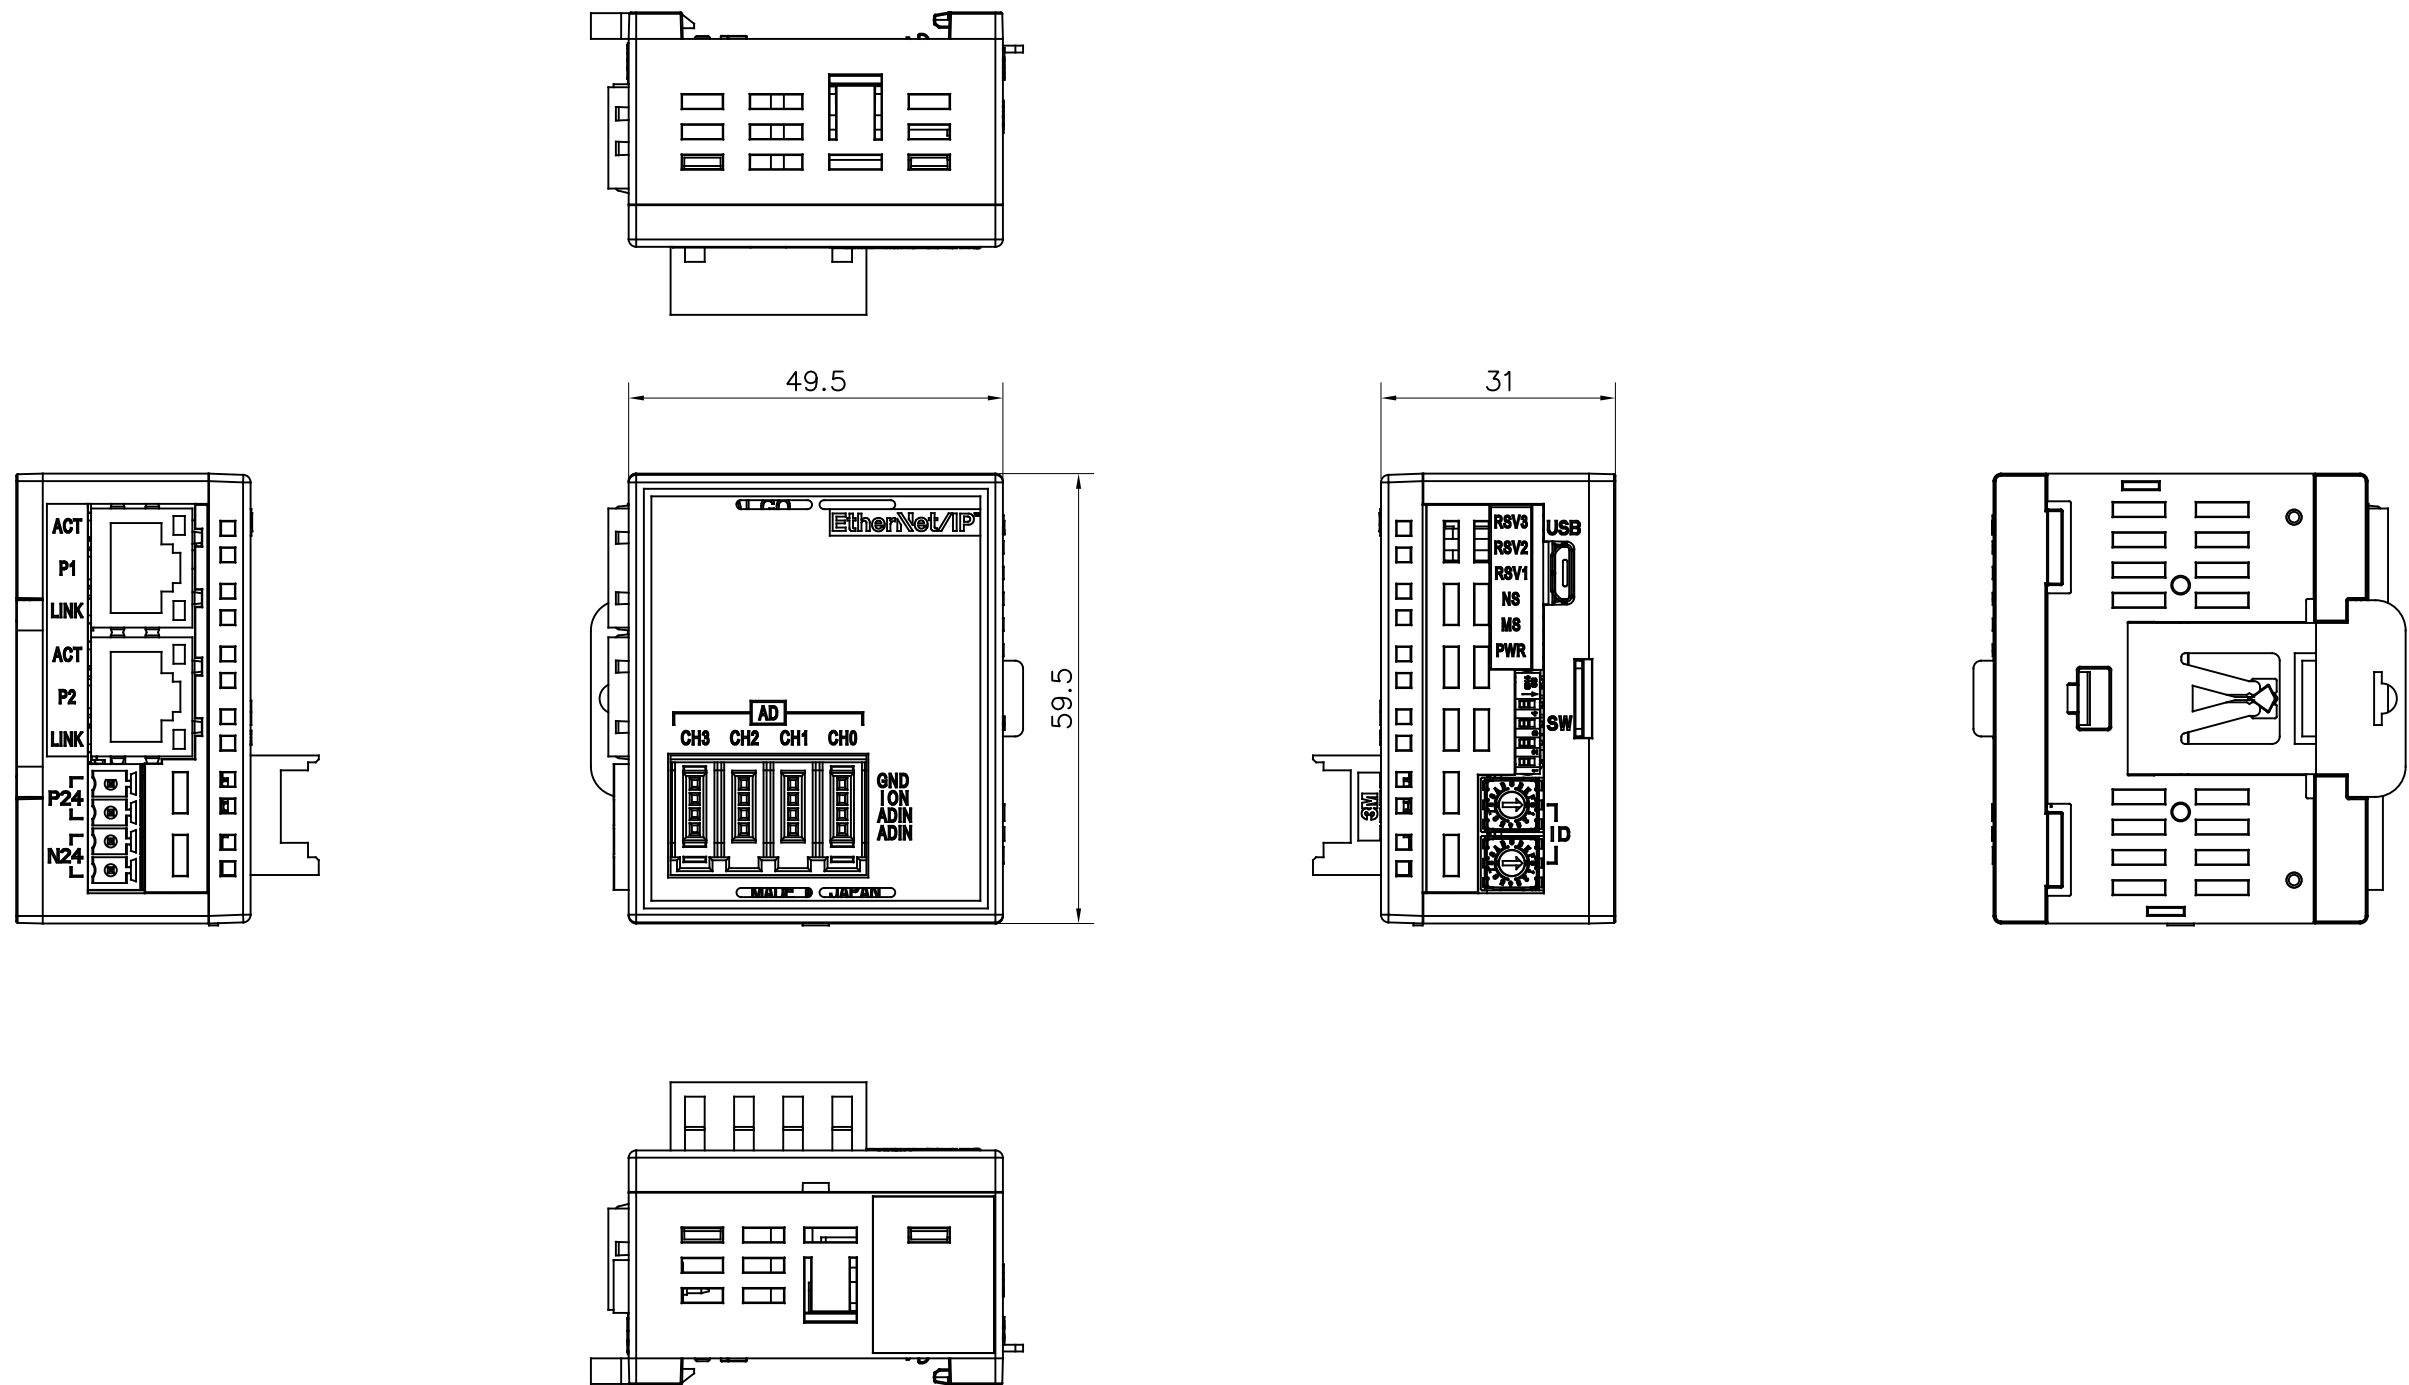 49.5
31
59.5
ACT
P1
LINK
ACT
P2
LINK
P24
N24
EtherNet/IP
AD
CH3 CH2 CH1 CH0
GND
ION
ADIN
ADIN
JAPAN
RSV3
RSV2
RSV1
NS
MS
PWR
USB
SW
ID
3M